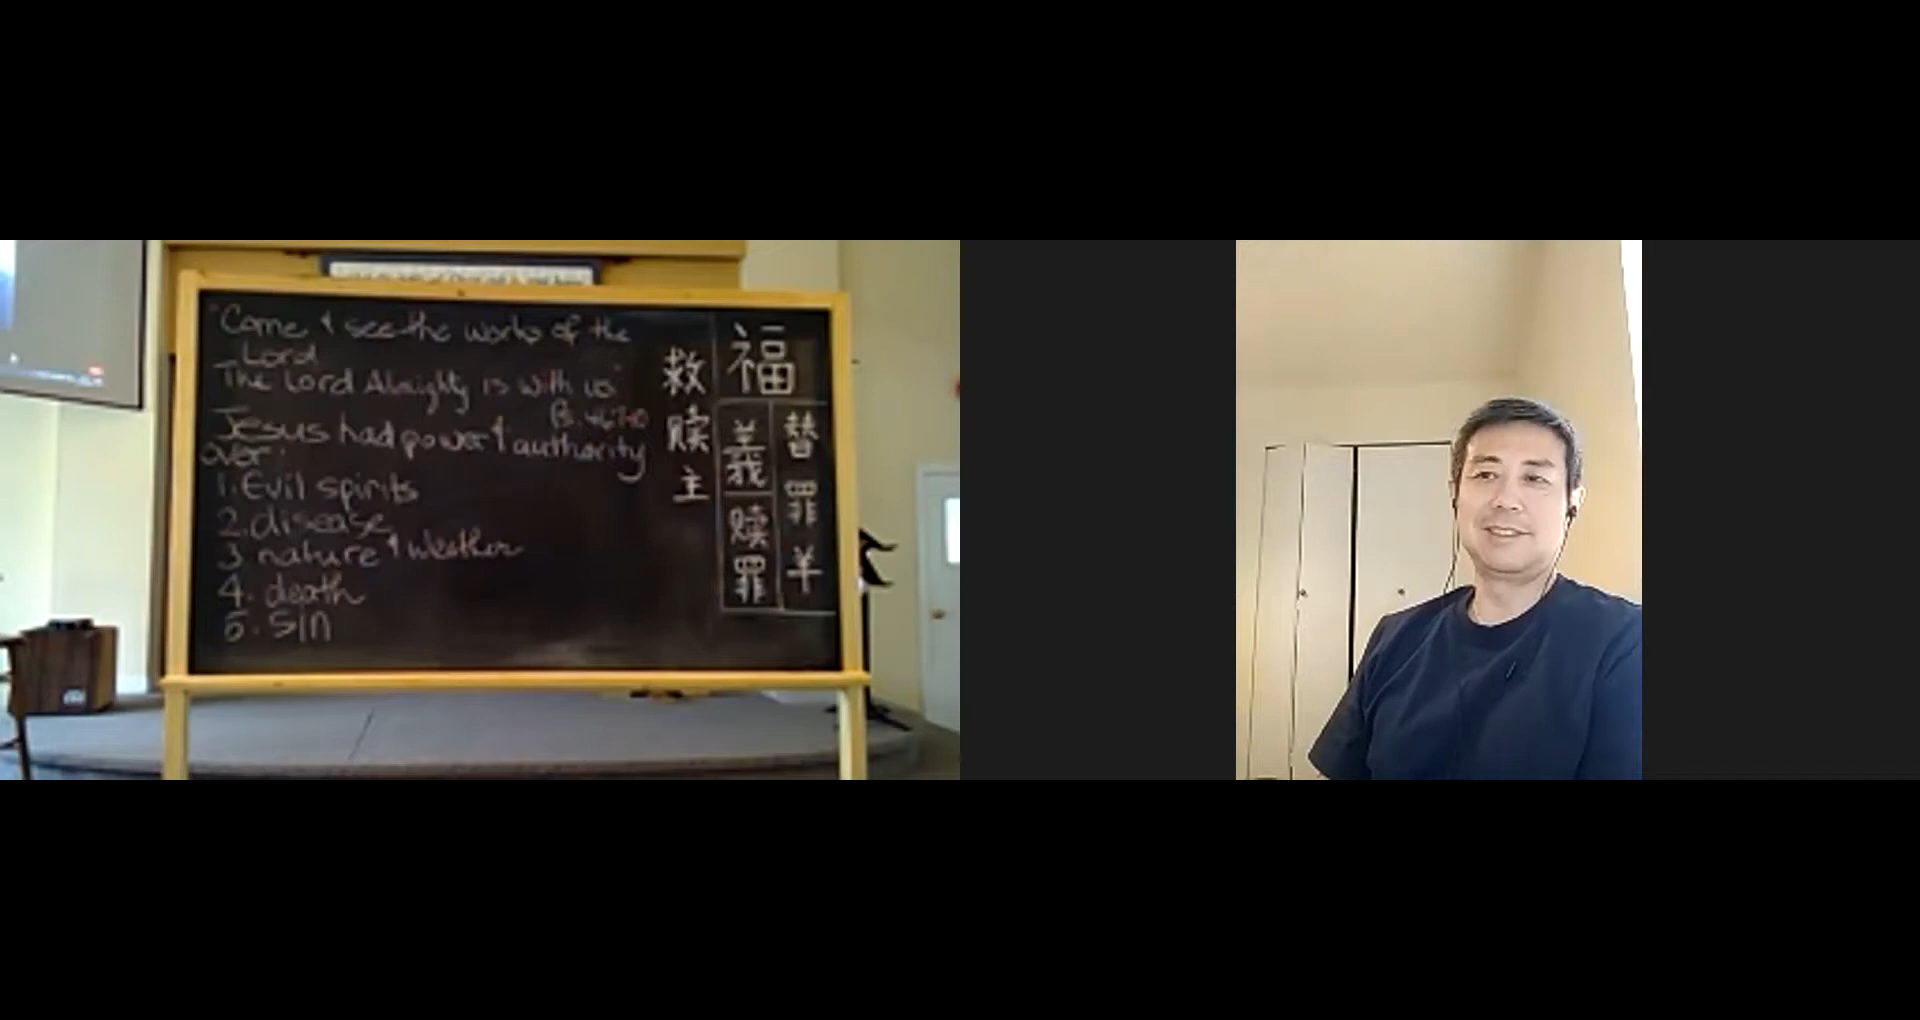 "Come & see the works of the
Lord
The Lord Almighty is with us"
Jesus had power & authority
over:
1. Evil spirits
2. disease
3 nature & weather
4. death
5. Sin
救赎主
福
義
赎罪
替罪羊